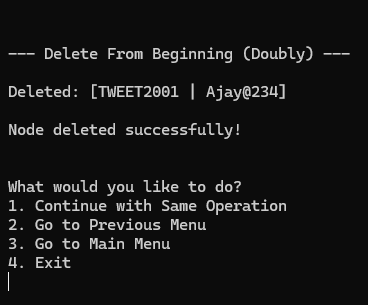 --- Delete From Beginning (Doubly) ---
Deleted: [TWEET2001 | Ajay@234]
Node deleted successfully!
What would you like to do?
1. Continue with Same Operation
2. Go to Previous Menu
3. Go to Main Menu
4. Exit